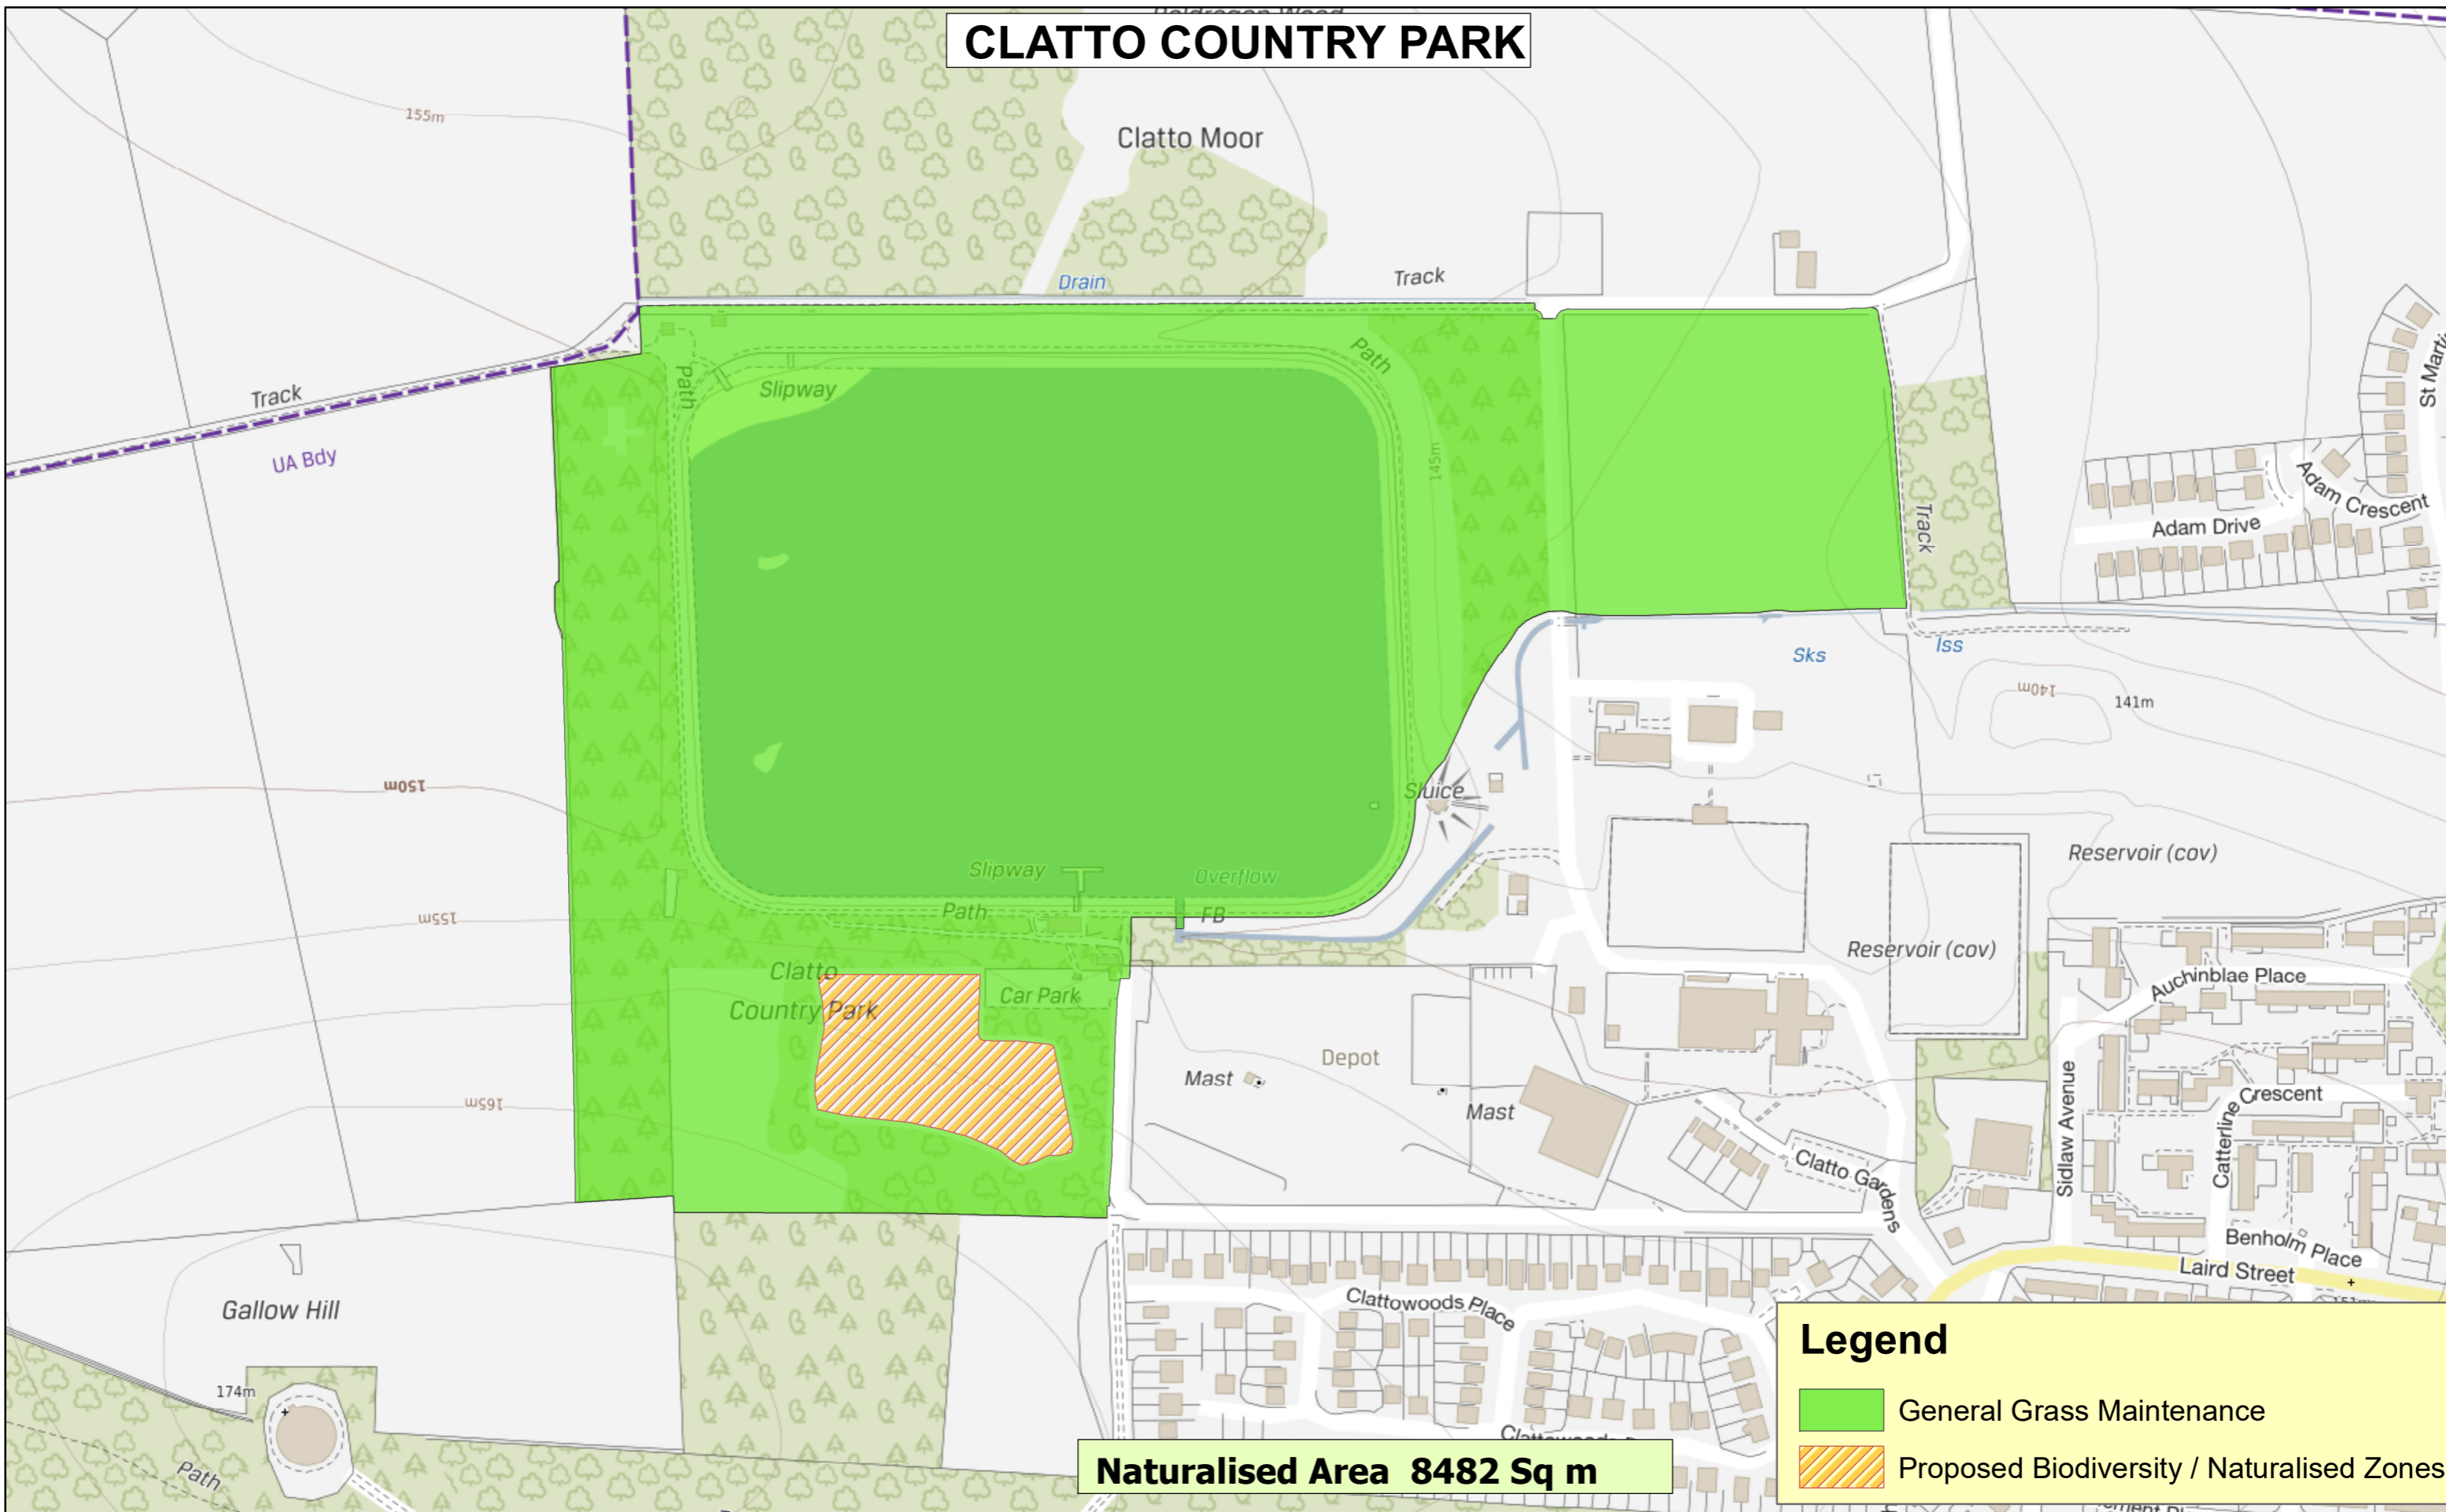 CLATTO COUNTRY PARK
155m
Clatto Moor
Drain
Track
Track
UA Bdy
Path
Slipway
Path
145m
Track
St
Adam Crescent
Adam Drive
Sks
Iss
140m
141m
150m
Sluice
Reservoir (cov)
Slipway
Overflow
155m
Path
FB
Reservoir (cov)
Clatto
Country Park
Car Park
Auchinblae Place
Depot
Mast
Mast
165m
Sidlaw Avenue
Catterline Crescent
Clatto Gardens
Benholm Place
Laird Street
Gallow Hill
Clattowoods Place
174m
Path
Legend
General Grass Maintenance
Proposed Biodiversity / Naturalised Zones
Naturalised Area 8482 Sq m